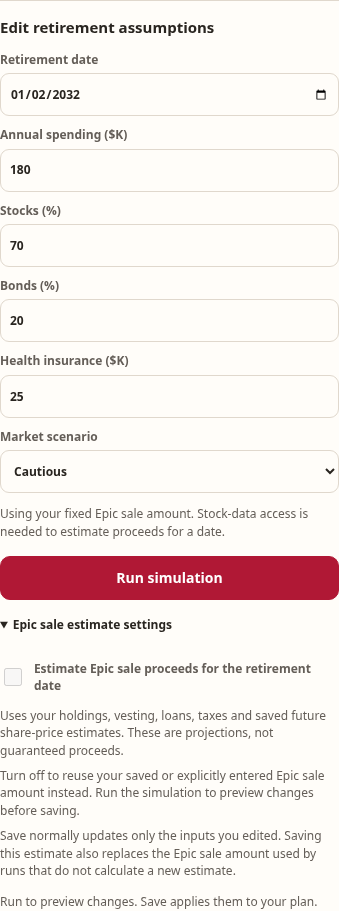 Edit retirement assumptions
Retirement date
01/02/2032
Annual spending ($K)
180
Stocks (%)
70
Bonds (%)
20
Health insurance ($K)
25
Market scenario
Cautious
Using your fixed Epic sale amount. Stock-data access is
needed to estimate proceeds for a date.
Run simulation
▼ Epic sale estimate settings
Estimate Epic sale proceeds for the retirement
date
Uses your holdings, vesting, loans, taxes and saved future
share-price estimates. These are projections, not
guaranteed proceeds.
Turn off to reuse your saved or explicitly entered Epic sale
amount instead. Run the simulation to preview changes
before saving.
Save normally updates only the inputs you edited. Saving
this estimate also replaces the Epic sale amount used by
runs that do not calculate a new estimate.
Run to preview changes. Save applies them to your plan.